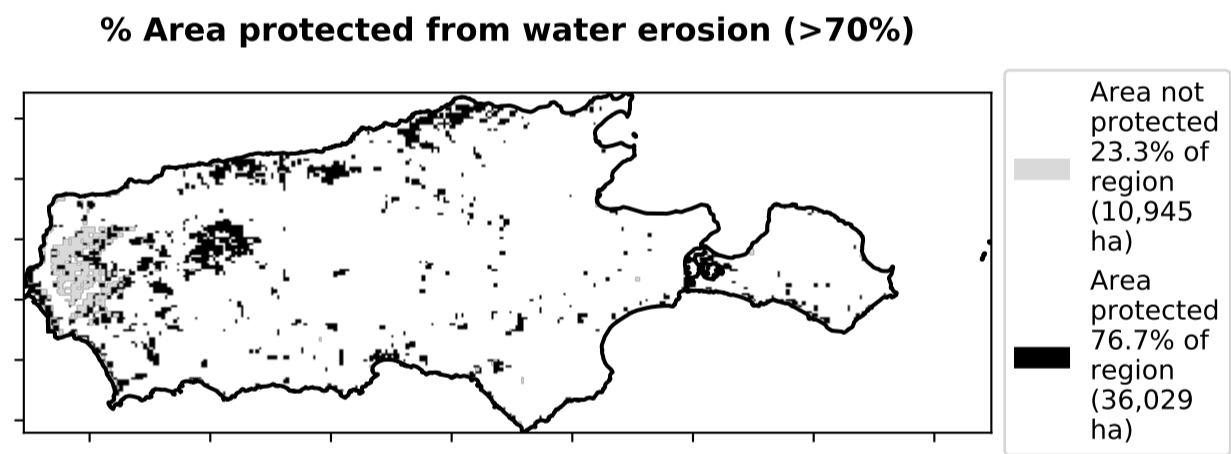 % Area protected from water erosion (>70%)
Area not
protected
23.3% of
region
(10,945
ha)
Area
protected
76.7% of
region
(36,029
ha)